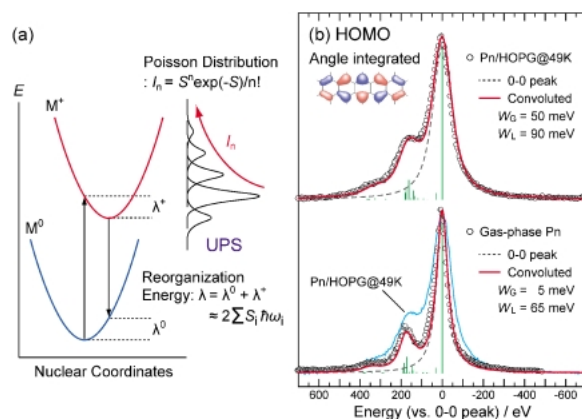 (a)
Poisson Distribution
: Iₙ = Sⁿexp(-S)/n!
E
M⁺
Iₙ
λ⁺
M⁰
UPS
Reorganization
Energy: λ = λ⁰ + λ⁺
≈ 2∑Sᵢħωᵢ
λ⁰
Nuclear Coordinates
(b) HOMO
Angle integrated
Pn/HOPG@49K
0-0 peak
Convoluted
W_G = 50 meV
W_L = 90 meV
Gas-phase Pn
0-0 peak
Convoluted
W_G = 5 meV
W_L = 65 meV
Pn/HOPG@49K
600 400 200 0 -200 -400 -600
Energy (vs. 0-0 peak) / eV